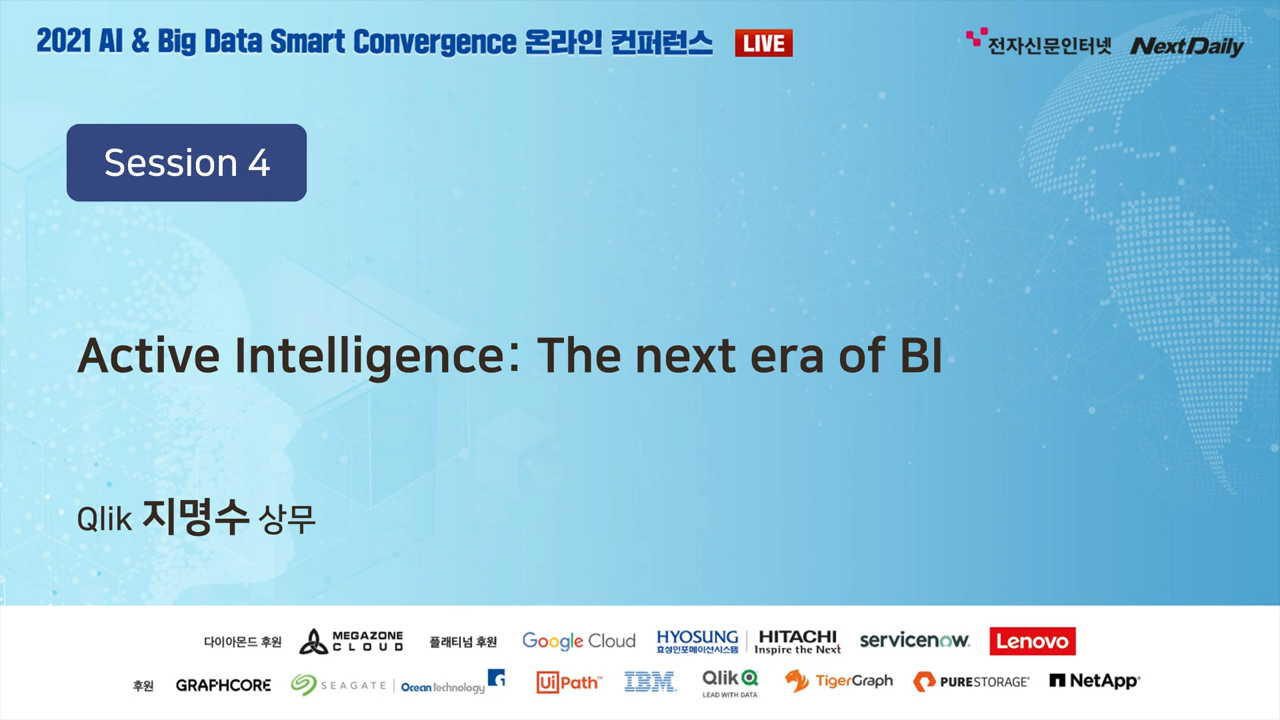 2021 AI & Big Data Smart Convergence 온라인 컨퍼런스 LIVE
전자신문인터넷 NextDaily
Session 4
Active Intelligence: The next era of BI
Qlik 지명수 상무
다이아몬드 후원 MEGAZONE CLOUD 플래티넘 후원 Google Cloud HYOSUNG 효성인포메이션시스템 HITACHI Inspire the Next servicenow. Lenovo
후원 GRAPHCORE SEAGATE Ocean Technology UiPath™ IBM Qlik LEAD WITH DATA TigerGraph PURESTORAGE® NetApp